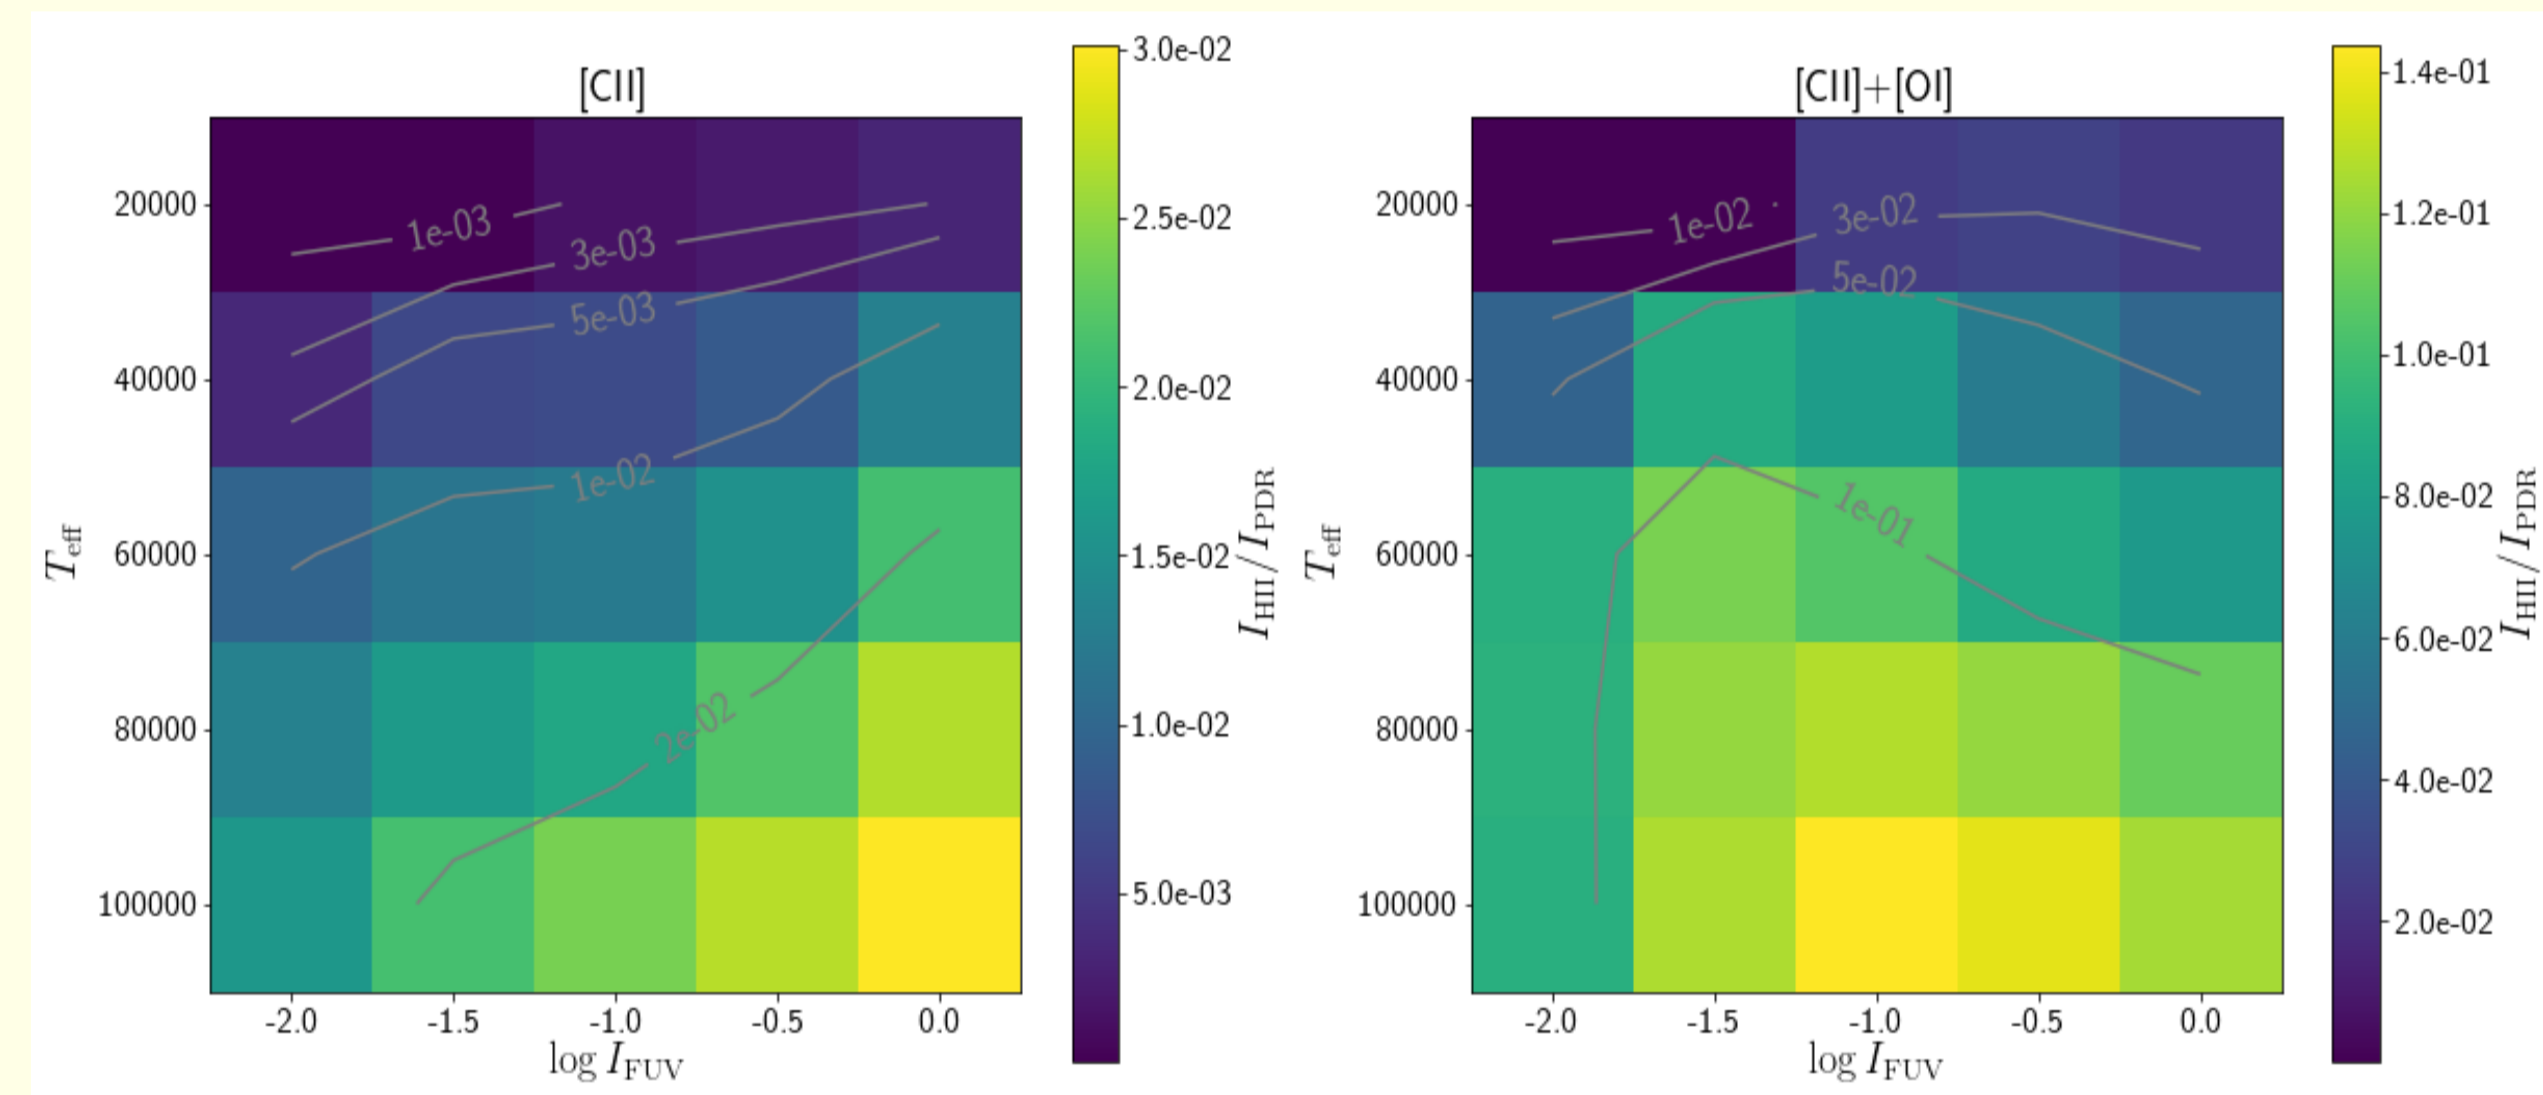 [CII]
20000
40000
60000
80000
100000
T_eff
-2.0 -1.5 -1.0 -0.5 0.0
log I_FUV
1e-03
3e-03
5e-03
1e-02
2e-02
3.0e-02
2.5e-02
2.0e-02
1.5e-02
1.0e-02
5.0e-03
I_HII/I_PDR
[CII]+[OI]
20000
40000
60000
80000
100000
T_eff
-2.0 -1.5 -1.0 -0.5 0.0
log I_FUV
1e-02
3e-02
5e-02
1e-01
1.4e-01
1.2e-01
1.0e-01
8.0e-02
6.0e-02
4.0e-02
2.0e-02
I_HII/I_PDR